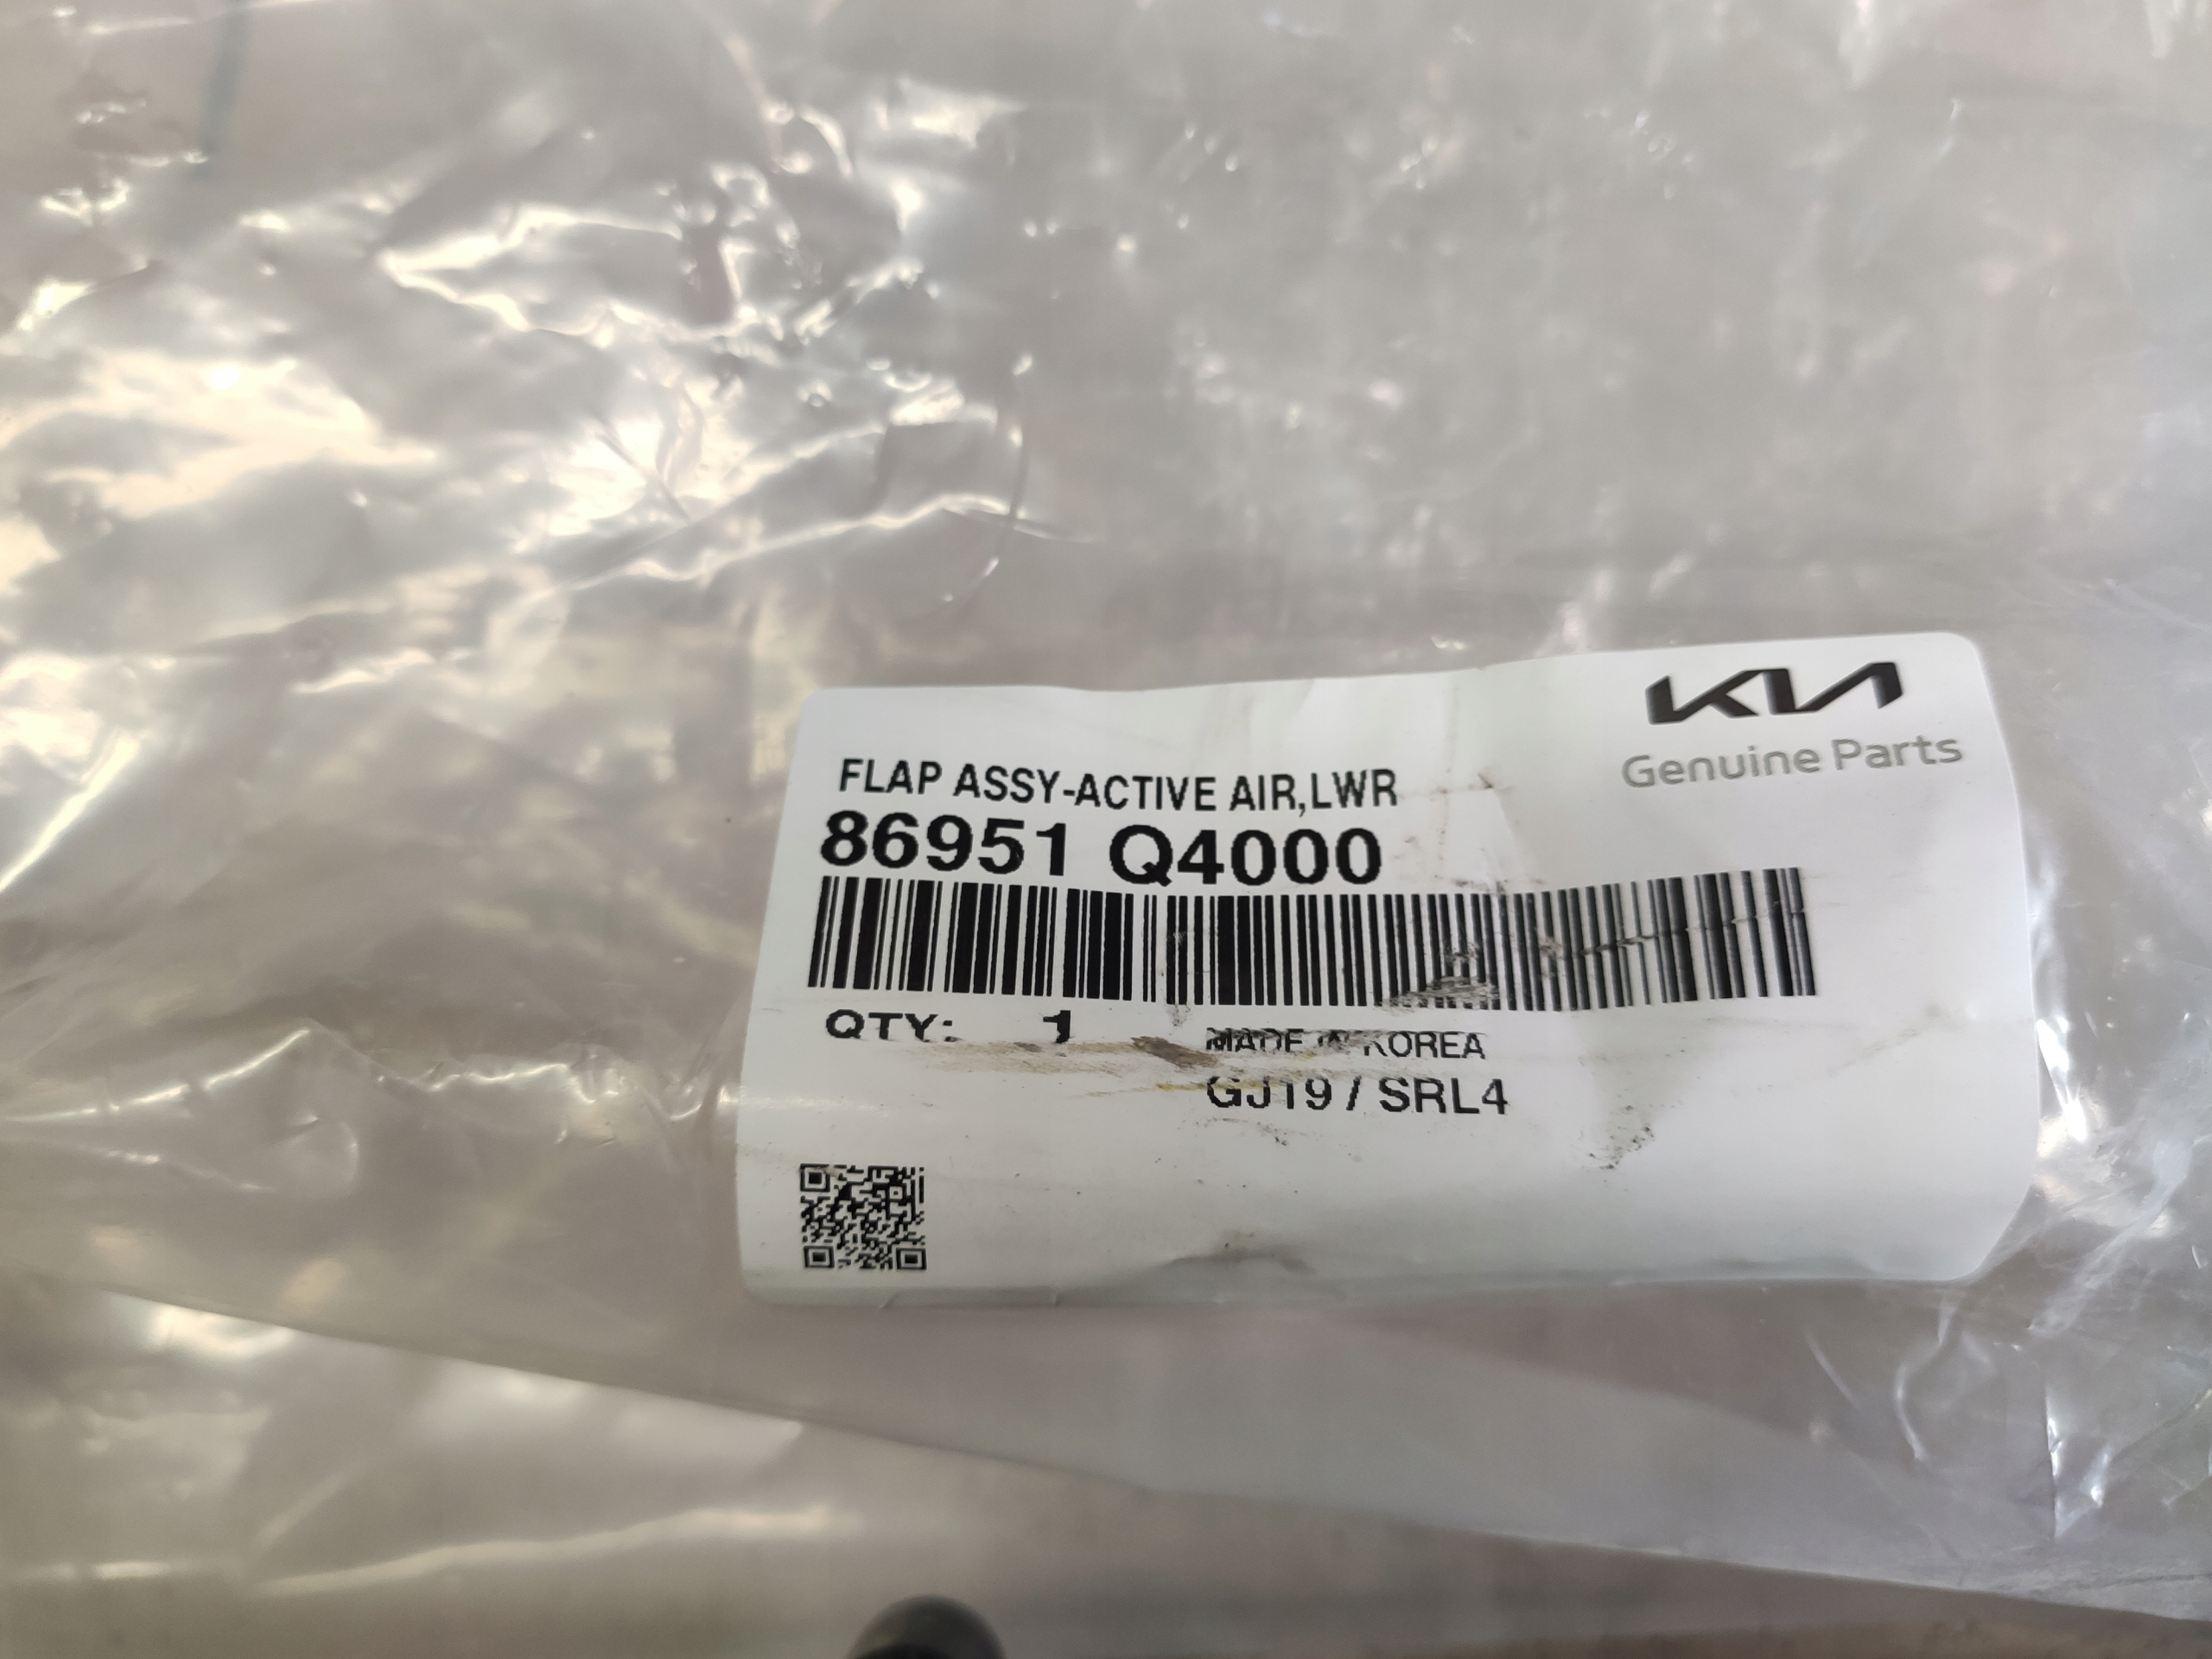 KIA
Genuine Parts
FLAP ASSY-ACTIVE AIR,LWR
86951 Q4000
QTY: 1
MADE IN KOREA
GJ19 / SRL4